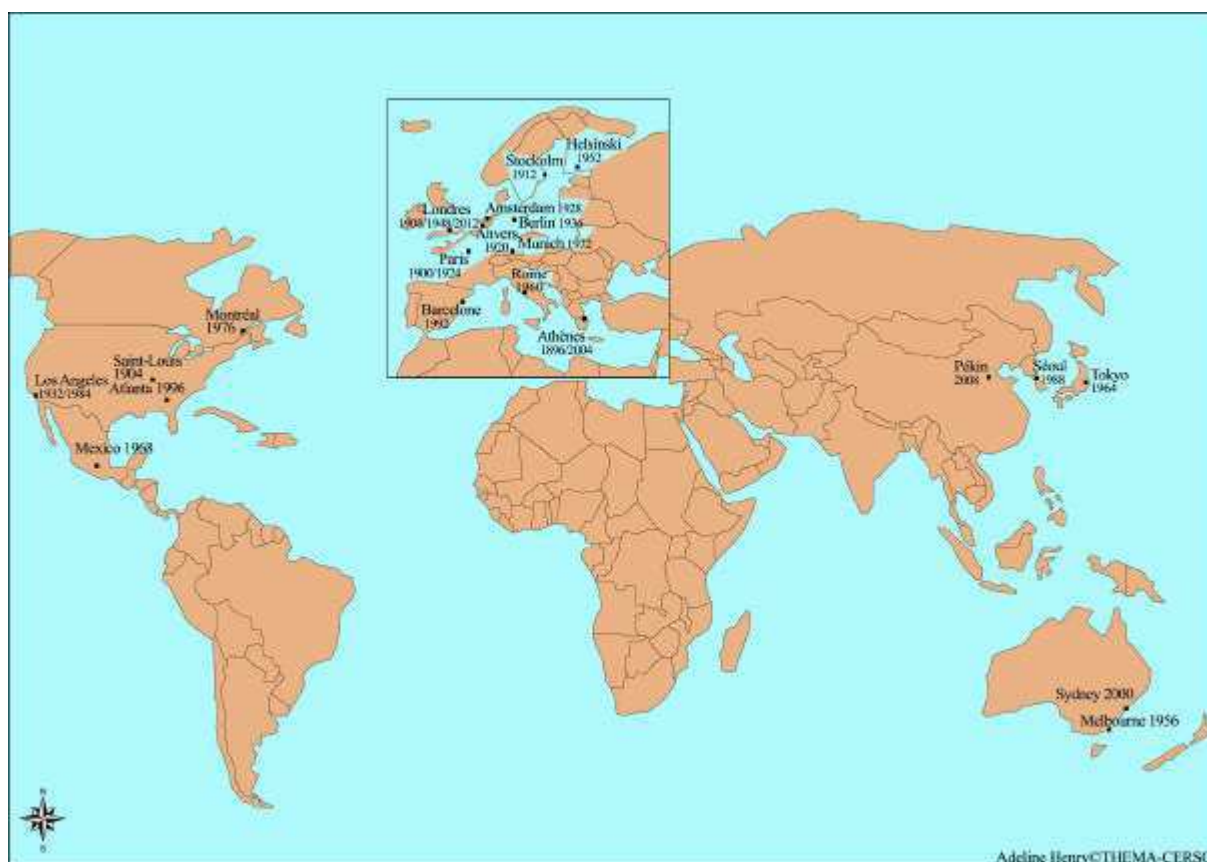 Helsinki
1952
Stockolm
1912
Londres
1908/1948/2012
Amsterdam 1928
Berlin 1936
Anvers
1920
Munich 1972
Paris
1900/1924
Rome
1960
Barcelone
1992
Athènes
1896/2004
Montréal
1976
Saint-Louis
1904
Los Angeles
1932/1984
Atlanta 1996
Mexico 1968
Pékin
2008
Séoul
1988
Tokyo
1964
Sydney 2000
Melbourne 1956
N
S
Adeline Henry©THEMA-CERSO